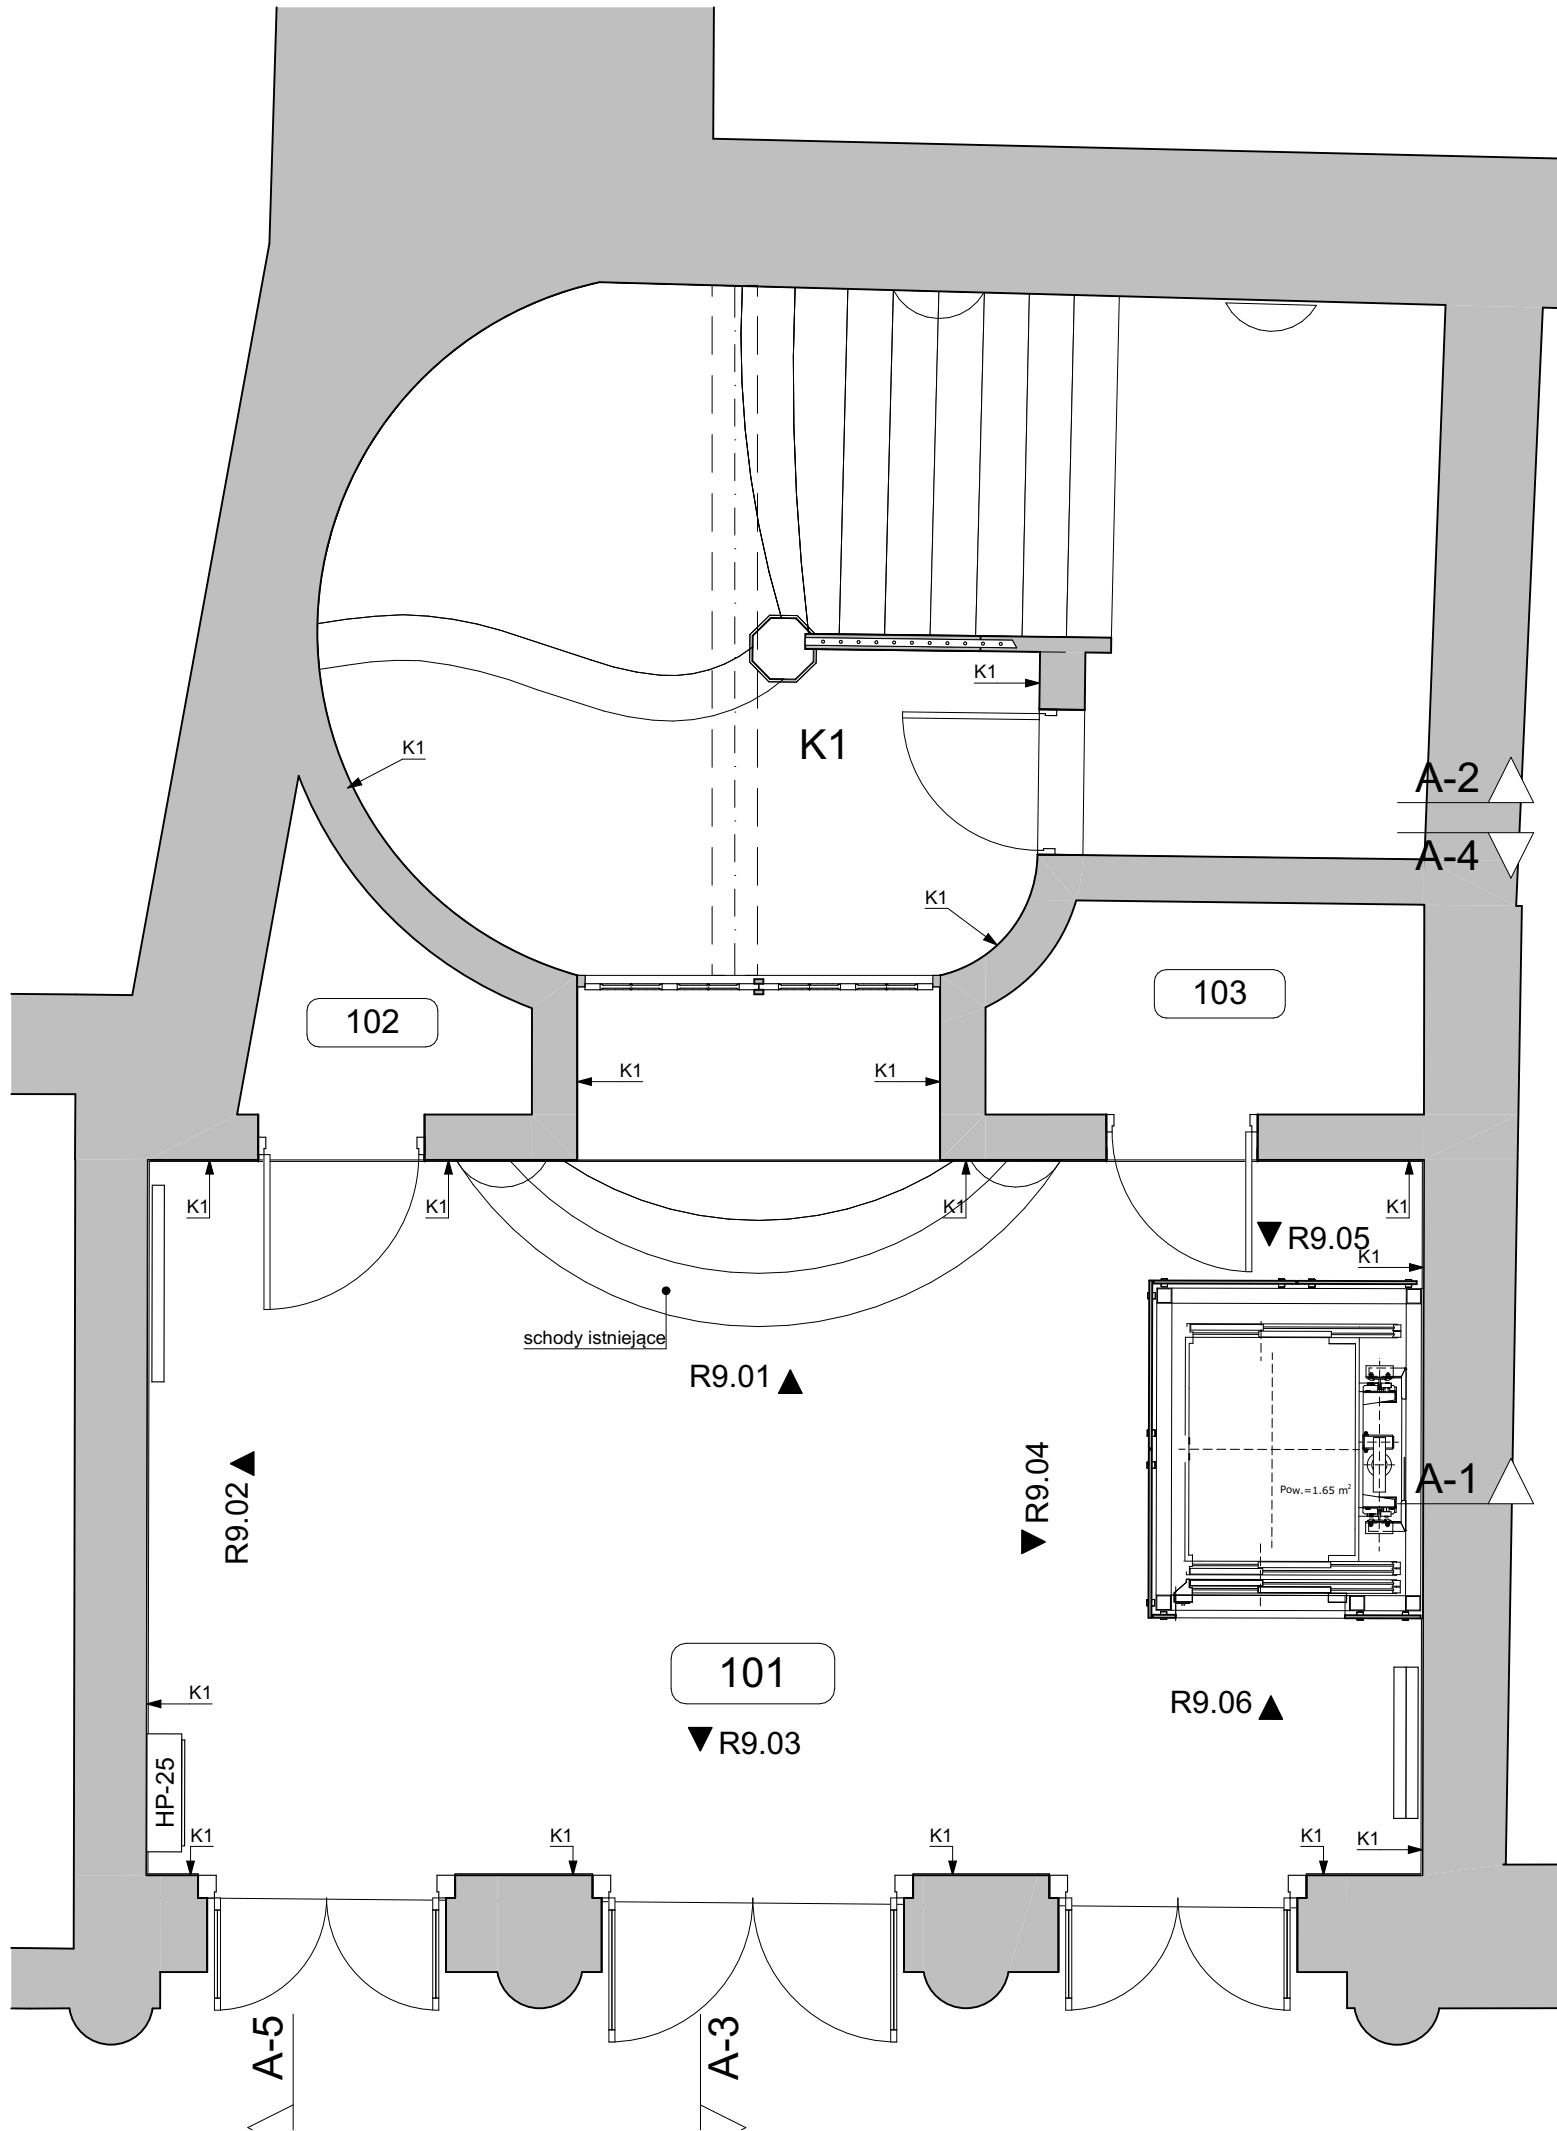 K1
K1
K1
A-2
A-4
K1
102
103
K1
K1
K1
K1
K1
K1
R9.05
K1
schody istniejące
R9.01
R9.02
R9.04
Pow.=1.65 m²
A-1
101
K1
R9.06
R9.03
HP-25
K1
K1
K1
K1
K1
A-5
A-3